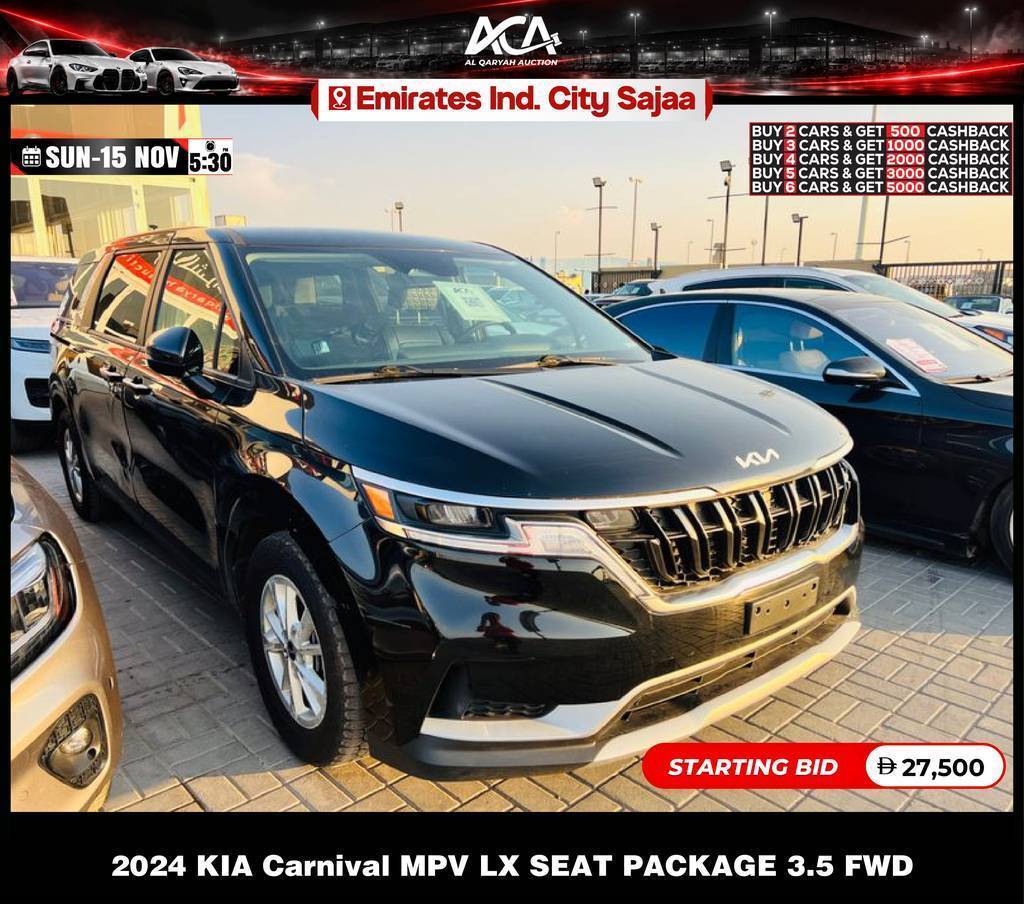 ACA
AL QARYAH AUCTION
Emirates Ind. City Sajaa
SUN-15 NOV 5:30 PM
BUY 2 CARS & GET 500 CASHBACK
BUY 3 CARS & GET 1000 CASHBACK
BUY 4 CARS & GET 2000 CASHBACK
BUY 5 CARS & GET 3000 CASHBACK
BUY 6 CARS & GET 5000 CASHBACK
ACA
KIA
STARTING BID 27,500
2024 KIA Carnival MPV LX SEAT PACKAGE 3.5 FWD